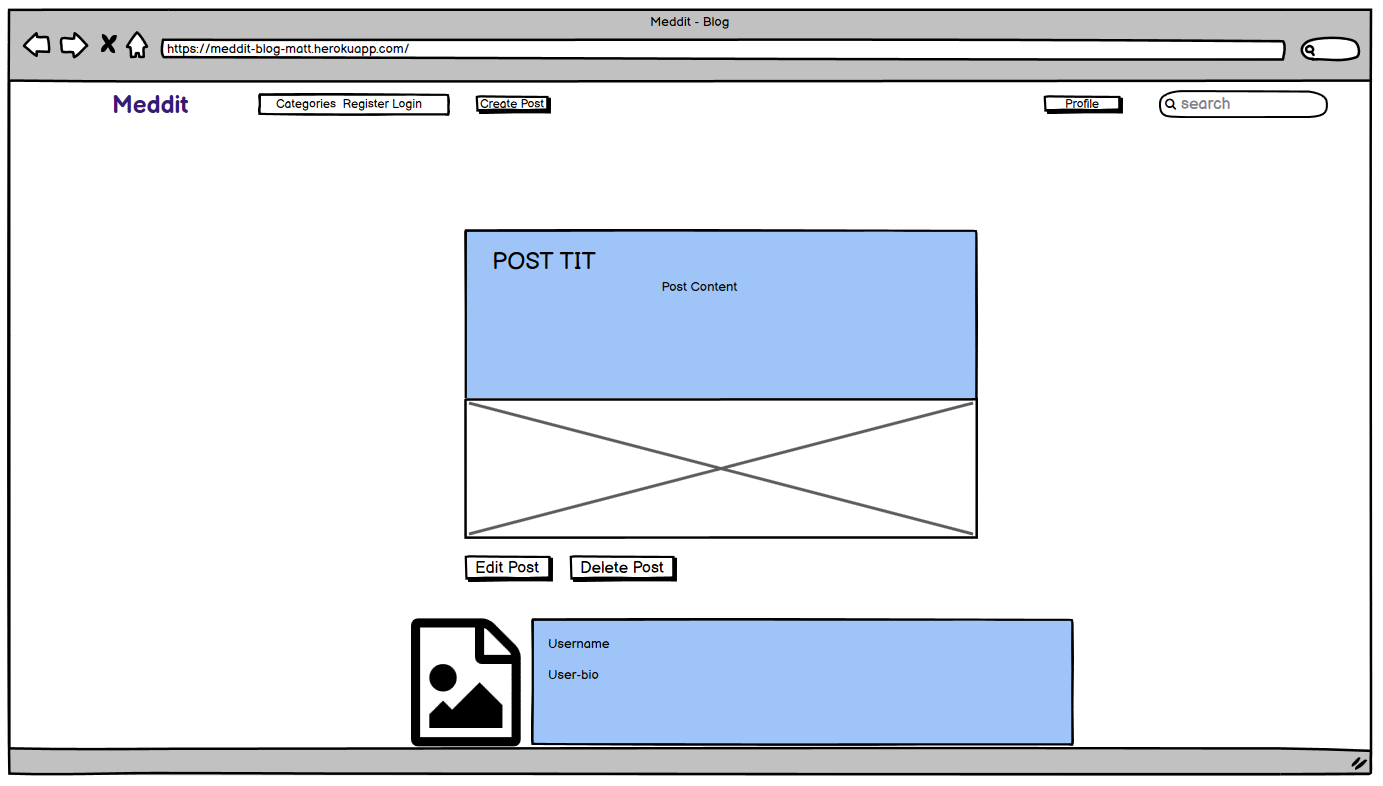 Meddit - Blog
https://meddit-blog-matt.herokuapp.com/
Meddit
Categories Register Login
Create Post
Profile
search
POST TIT
Post Content
Edit Post
Delete Post
Username
User-bio